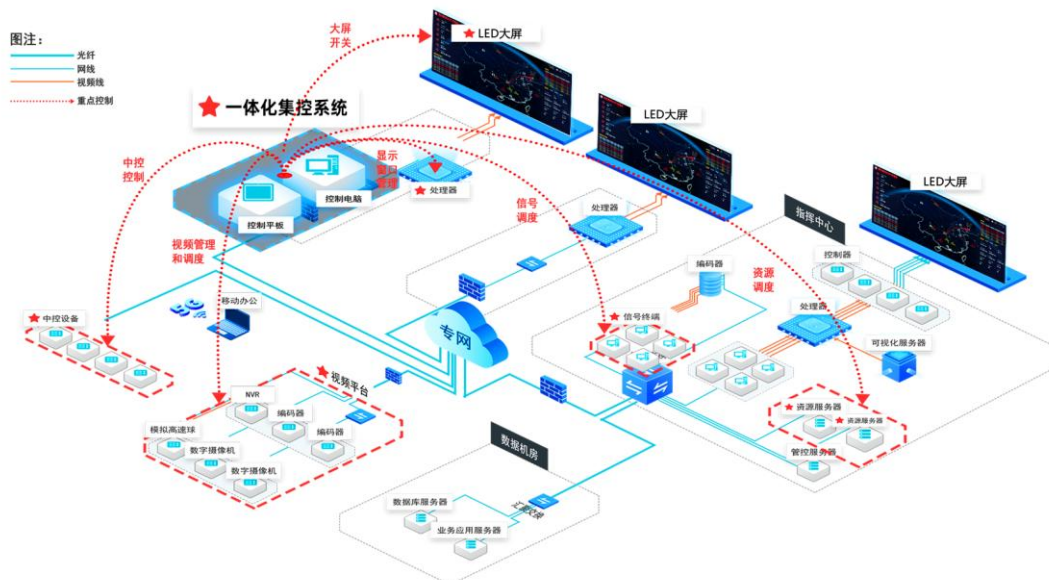 图注：
光纤
网线
视频线
重点控制
大屏
开关
LED大屏
一体化集控系统
LED大屏
LED大屏
中控
控制
显示
窗口
管理
处理器
控制电脑
控制平板
信号
调度
处理器
指挥中心
控制器
视频管理
和调度
编码器
资源
调度
移动办公
中控设备
专网
信号终端
处理器
可视化服务器
视频平台
NVR
编码器
编码器
模拟高速球
数字摄像机
数字摄像机
资源服务器
资源服务器
管控服务器
数据机房
数据库服务器
汇聚交换
业务应用服务器